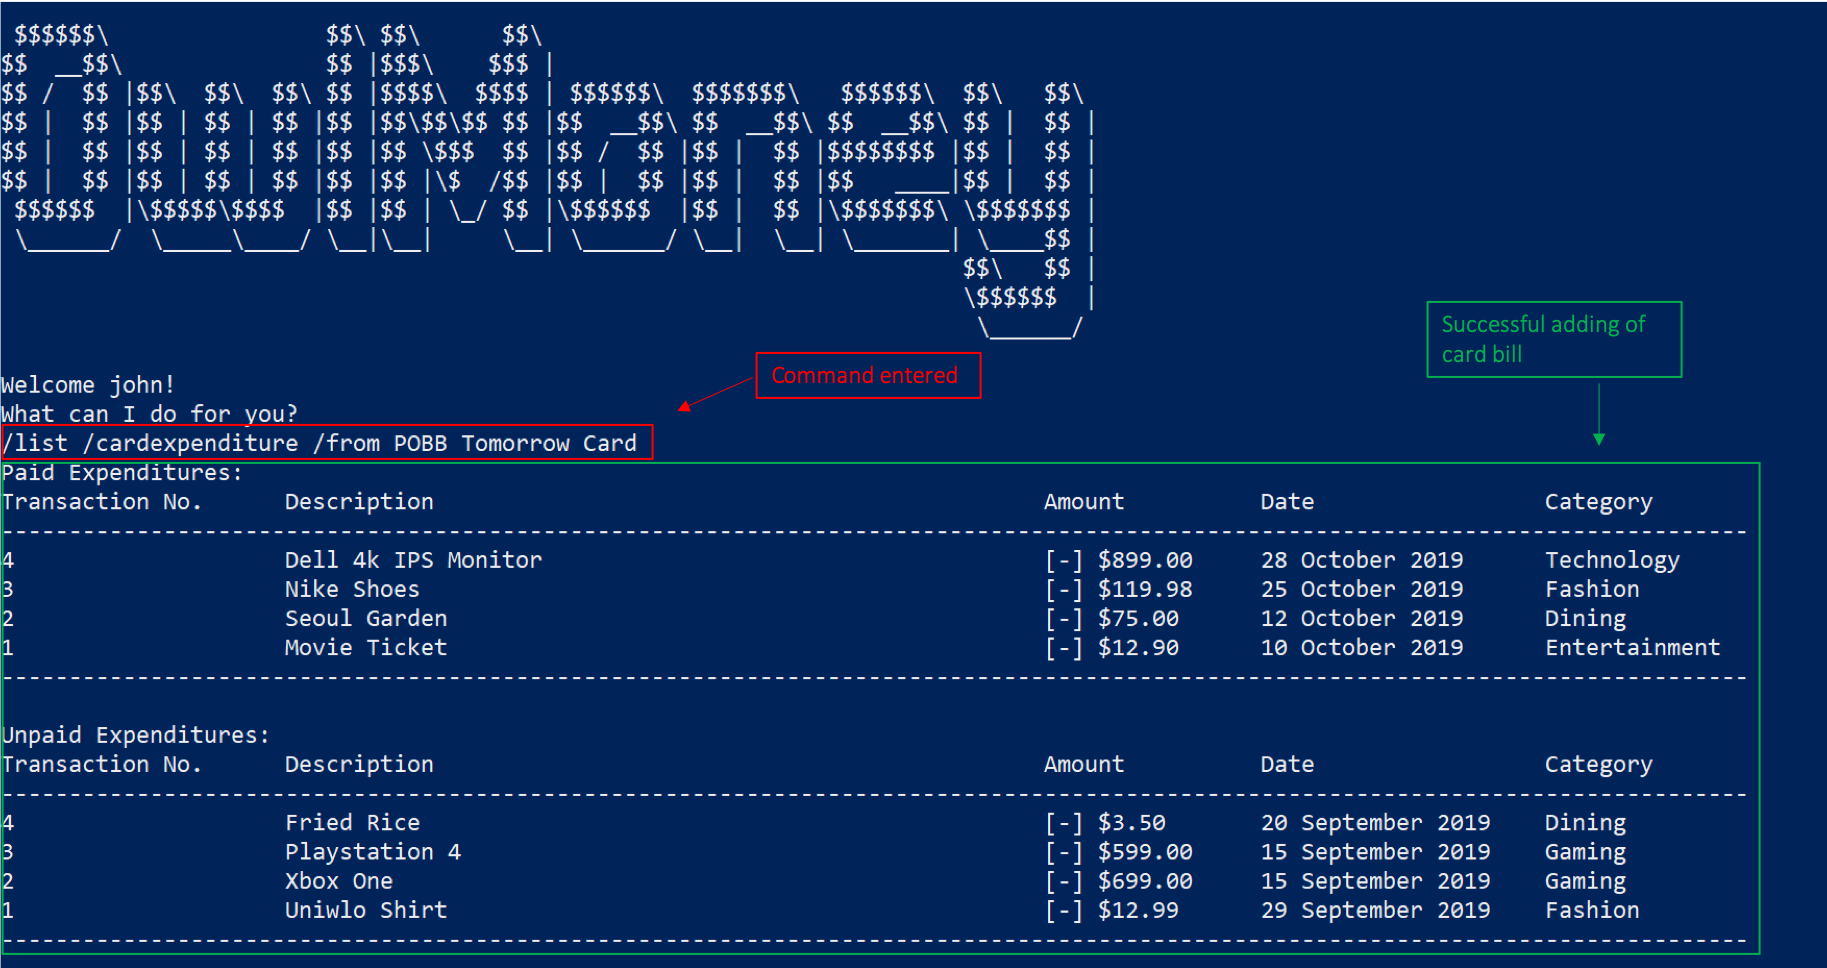 $$$$$$\                $$\ $$\      $$\
$$  __$$\               $$ |$$$\    $$$ |
$$ /  $$ |$$\  $$\  $$\ $$ |$$$$\  $$$$ | $$$$$$\  $$$$$$$\   $$$$$$\  $$\   $$\
$$ |  $$ |$$ | $$ | $$ |$$ |$$\$$\$$ $$ |$$  __$$\ $$  __$$\ $$  __$$\ $$ |  $$ |
$$ |  $$ |$$ | $$ | $$ |$$ |$$ \$$$  $$ |$$ /  $$ |$$ |  $$ |$$$$$$$$ |$$ |  $$ |
$$ |  $$ |$$ | $$ | $$ |$$ |$$ |\$  /$$ |$$ |  $$ |$$ |  $$ |$$   ____|$$ |  $$ |
 $$$$$$  |\$$$$$\$$$$  |$$ |$$ | \_/ $$ |\$$$$$$  |$$ |  $$ |\$$$$$$$\ \$$$$$$$ |
 \______/  \_____\____/ \__|\__|     \__| \______/ \__|  \__| \_______| \____$$ |
                                                                       $$\   $$ |
                                                                       \$$$$$$  |
                                                                        \______/
Successful adding of
card bill
Command entered
Welcome john!
What can I do for you?
/list /cardexpenditure /from POBB Tomorrow Card
Paid Expenditures:
Transaction No. Description Amount Date Category
4 Dell 4k IPS Monitor [-] $899.00 28 October 2019 Technology
3 Nike Shoes [-] $119.98 25 October 2019 Fashion
2 Seoul Garden [-] $75.00 12 October 2019 Dining
1 Movie Ticket [-] $12.90 10 October 2019 Entertainment
Unpaid Expenditures:
Transaction No. Description Amount Date Category
4 Fried Rice [-] $3.50 20 September 2019 Dining
3 Playstation 4 [-] $599.00 15 September 2019 Gaming
2 Xbox One [-] $699.00 15 September 2019 Gaming
1 Uniwlo Shirt [-] $12.99 29 September 2019 Fashion